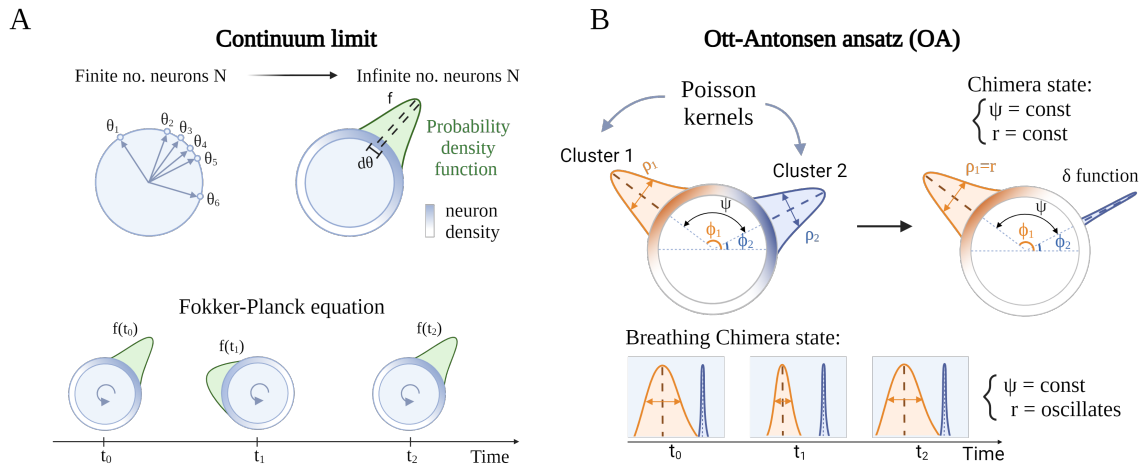 A
Continuum limit
Finite no. neurons N
Infinite no. neurons N
θ1
θ2
θ3
θ4
θ5
θ6
f
dθ
Probability
density
function
neuron
density
Fokker-Planck equation
f(t0)
f(t1)
f(t2)
t0
t1
t2
Time
B
Ott-Antonsen ansatz (OA)
Poisson
kernels
Cluster 1
Cluster 2
ρ1
ρ2
ψ
ϕ1
ϕ2
Chimera state:
ψ = const
r = const
ρ1=r
δ function
ψ
ϕ1
ϕ2
Breathing Chimera state:
ψ = const
r = oscillates
t0
t1
t2
Time